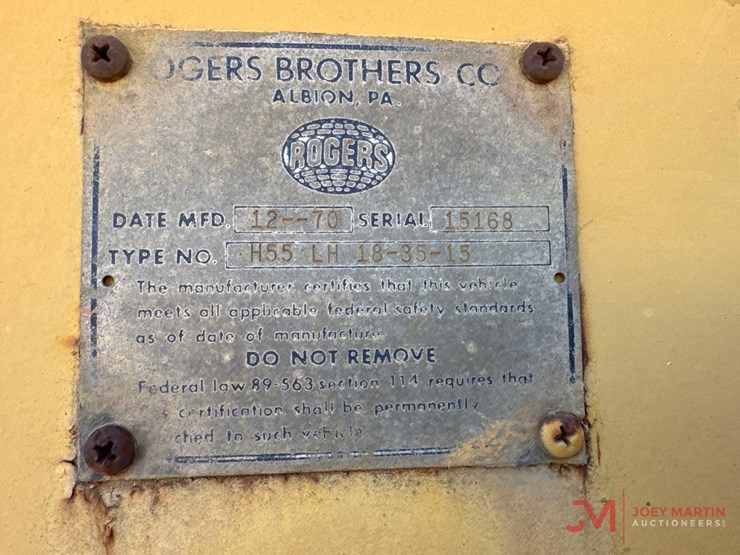 OGERS BROTHERS CO
ALBION, PA.
ROGERS
DATE MFD. 12--70 SERIAL 15168
TYPE NO. H55 LH 18-35-15
The manufacturer certifies that this vehicle
meets all applicable federal safety standards
as of date of manufacture
DO NOT REMOVE
Federal law 89-563 section 114 requires that
s certification shall be permanently
ched to such vehicle
JM JOEY MARTIN
AUCTIONEERS